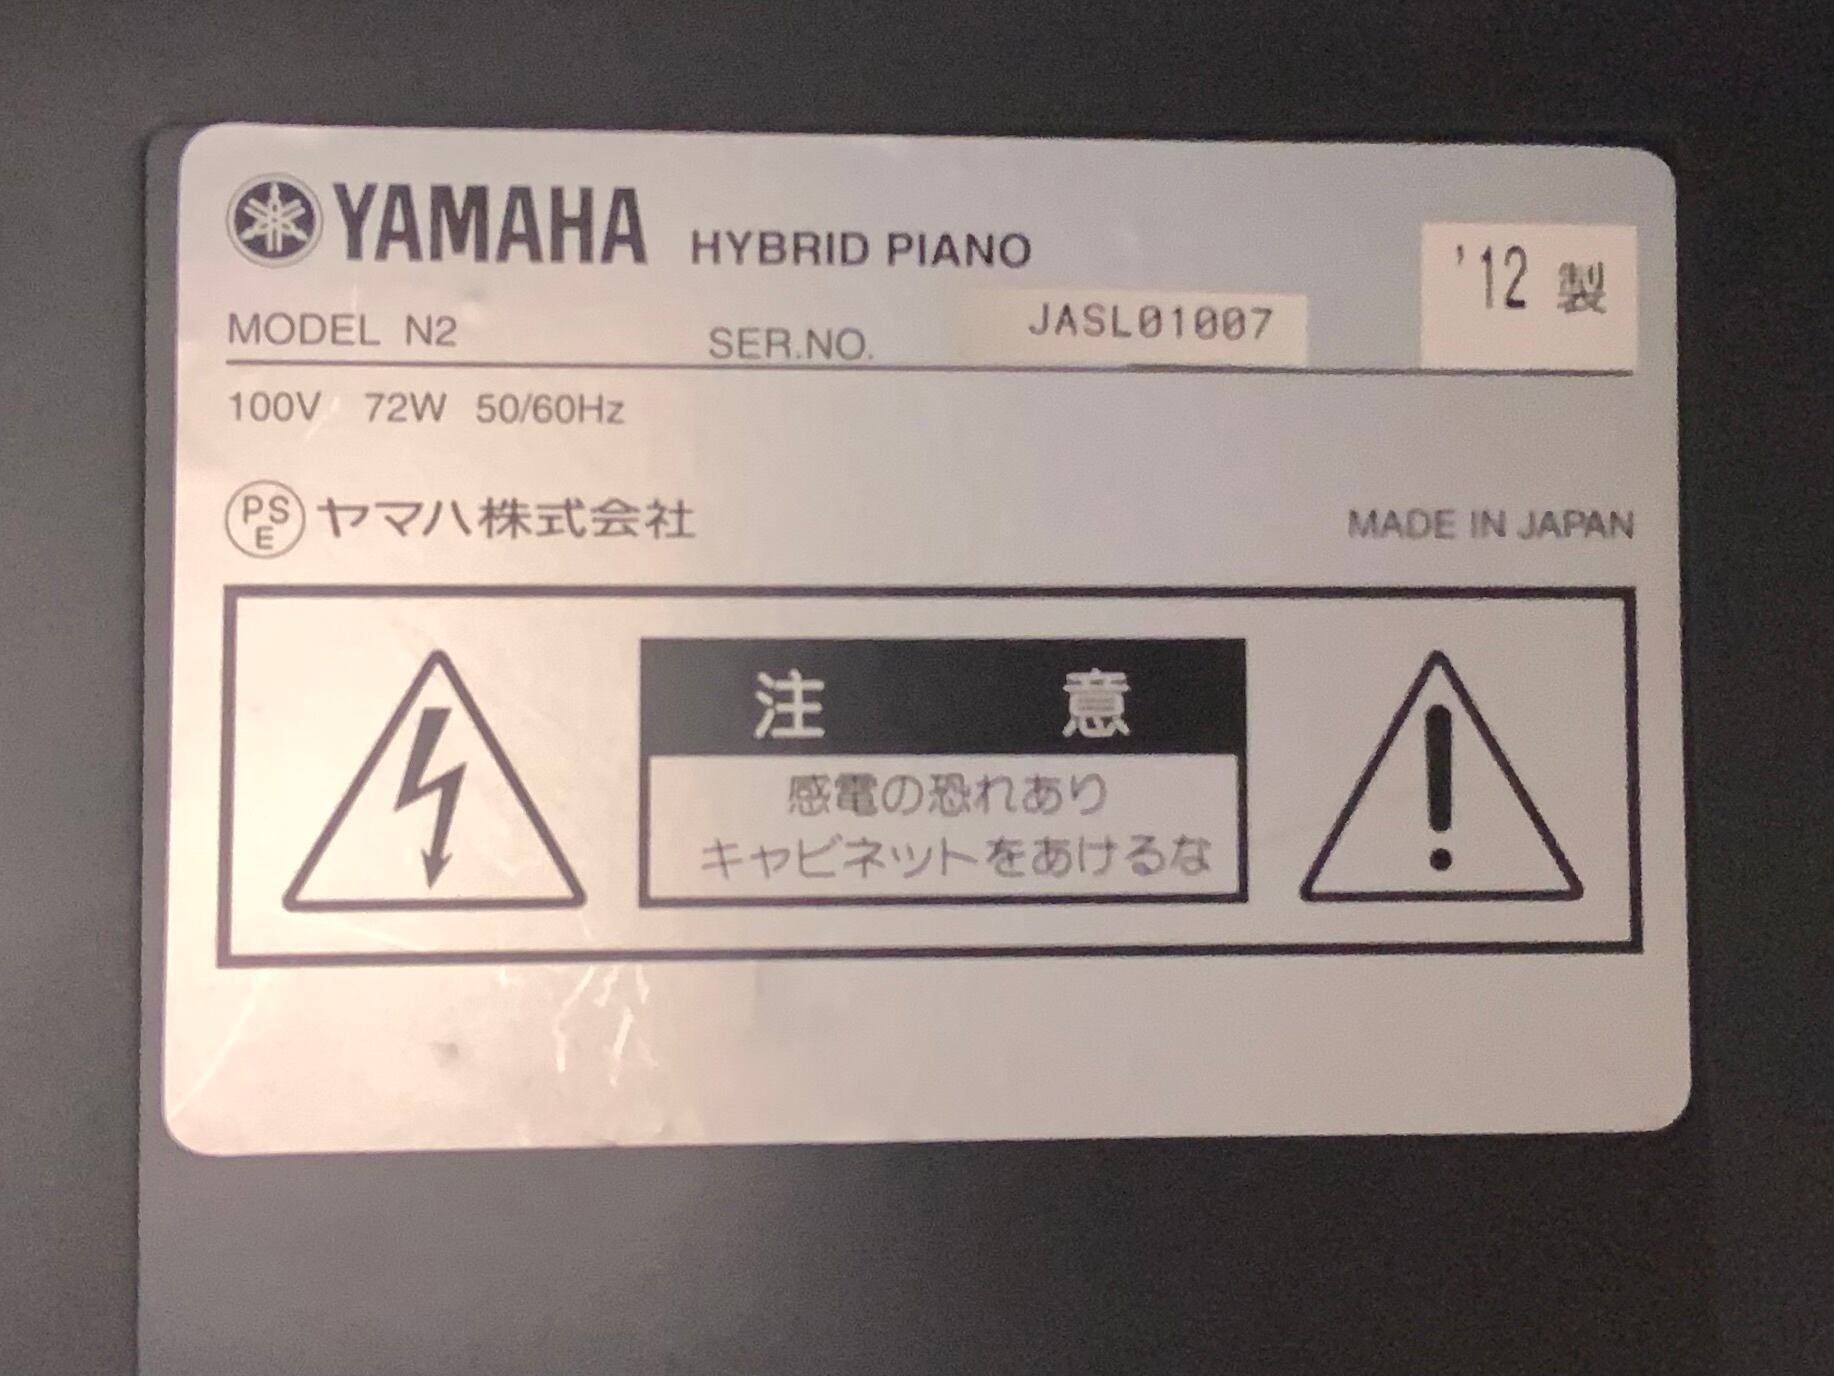 YAMAHA HYBRID PIANO
'12 製
MODEL N2 SER.NO. JASL01007
100V 72W 50/60Hz
PSE ヤマハ株式会社 MADE IN JAPAN
注意
感電の恐れあり
キャビネットをあけるな